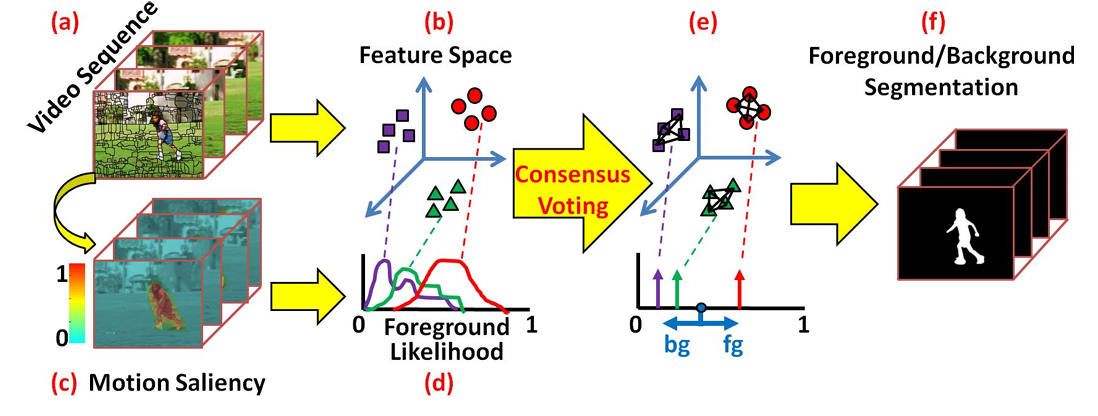 (a)
Video Sequence
(b)
Feature Space
(e)
(f)
Foreground/Background
Segmentation
Consensus
Voting
1
0
(c) Motion Saliency
0
1
Foreground
Likelihood
(d)
0
1
bg
fg